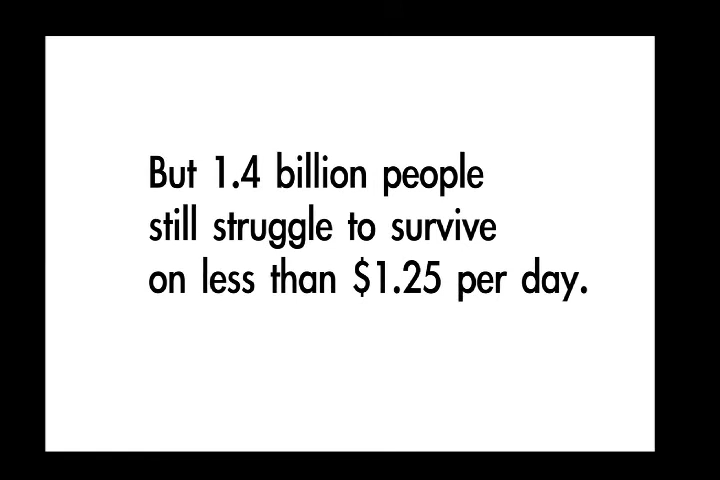 But 1.4 billion people
still struggle to survive
on less than $1.25 per day.